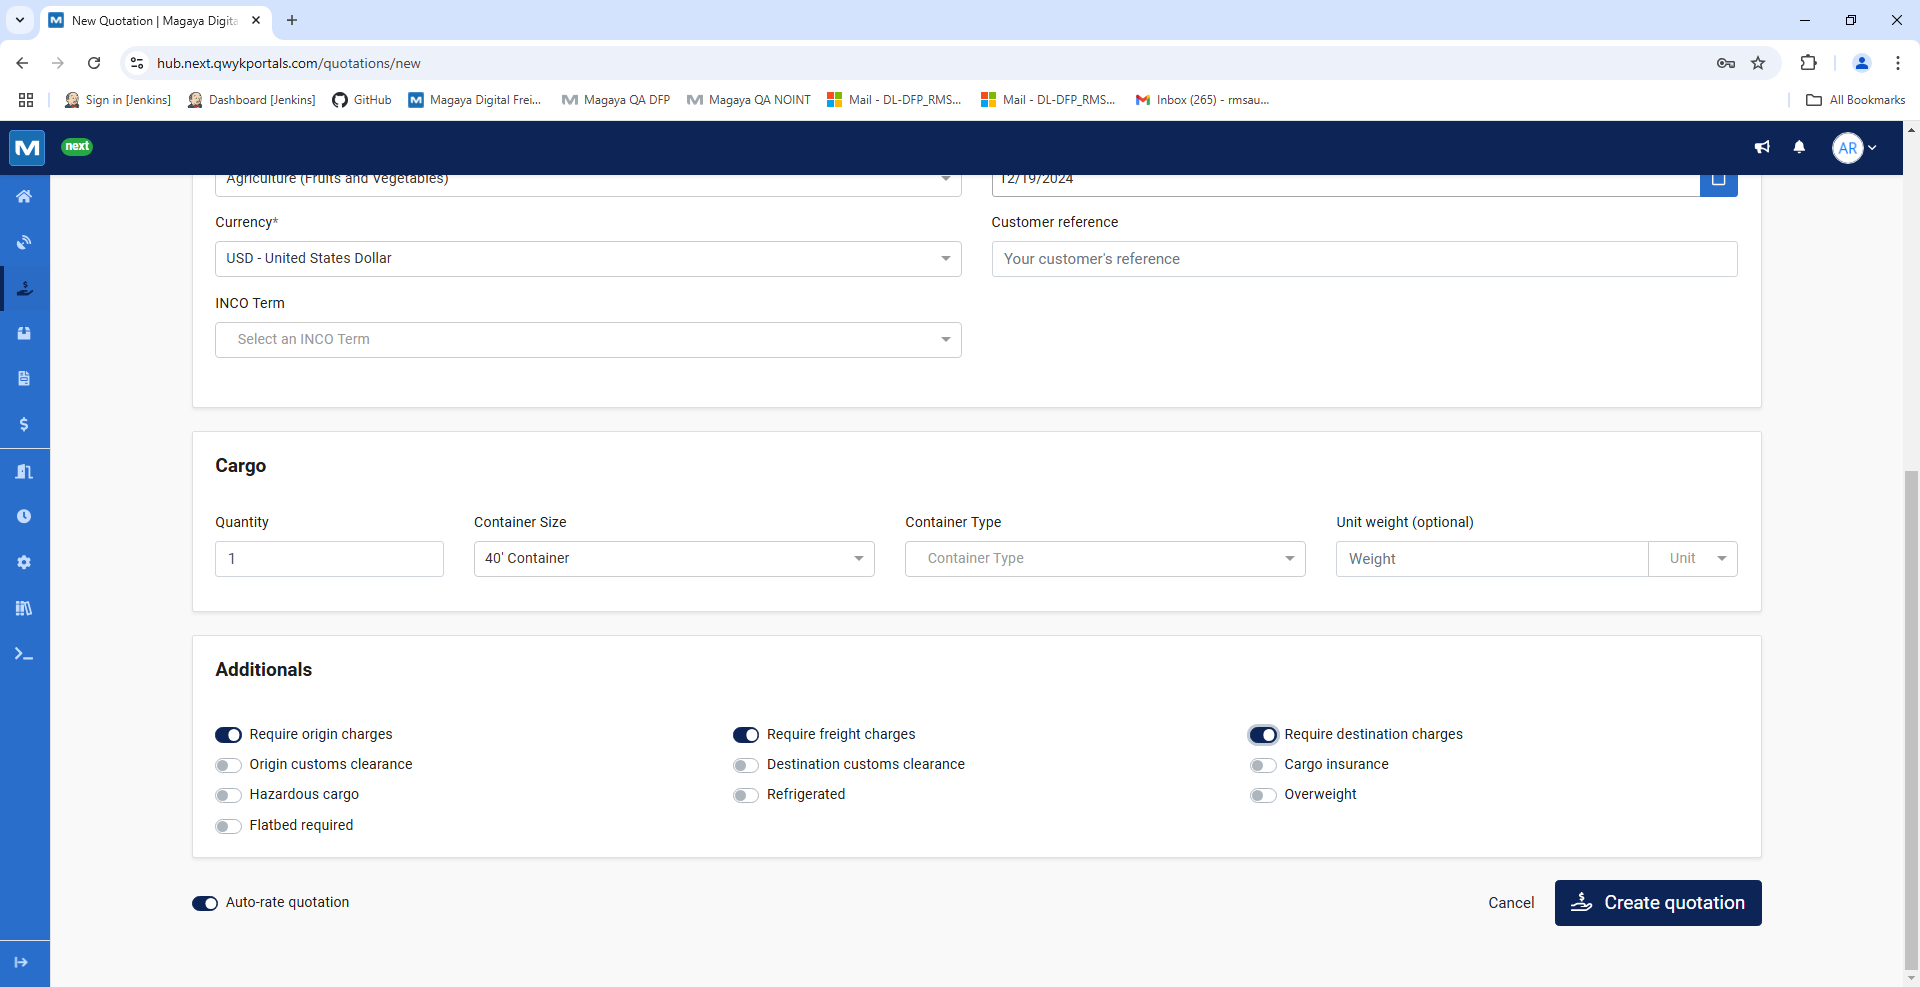 New Quotation | Magaya Digita
hub.next.qwykportals.com/quotations/new
Sign in [Jenkins]
Dashboard [Jenkins]
GitHub
Magaya Digital Frei...
Magaya QA DFP
Magaya QA NOINT
Mail - DL-DFP_RMS...
Mail - DL-DFP_RMS...
Inbox (265) - rmsau...
All Bookmarks
next
AR
Agriculture (Fruits and Vegetables)
12/19/2024
Currency*
Customer reference
USD - United States Dollar
Your customer's reference
INCO Term
Select an INCO Term
Cargo
Quantity
Container Size
Container Type
Unit weight (optional)
1
40' Container
Container Type
Weight
Unit
Additionals
Require origin charges
Require freight charges
Require destination charges
Origin customs clearance
Destination customs clearance
Cargo insurance
Hazardous cargo
Refrigerated
Overweight
Flatbed required
Auto-rate quotation
Cancel
Create quotation